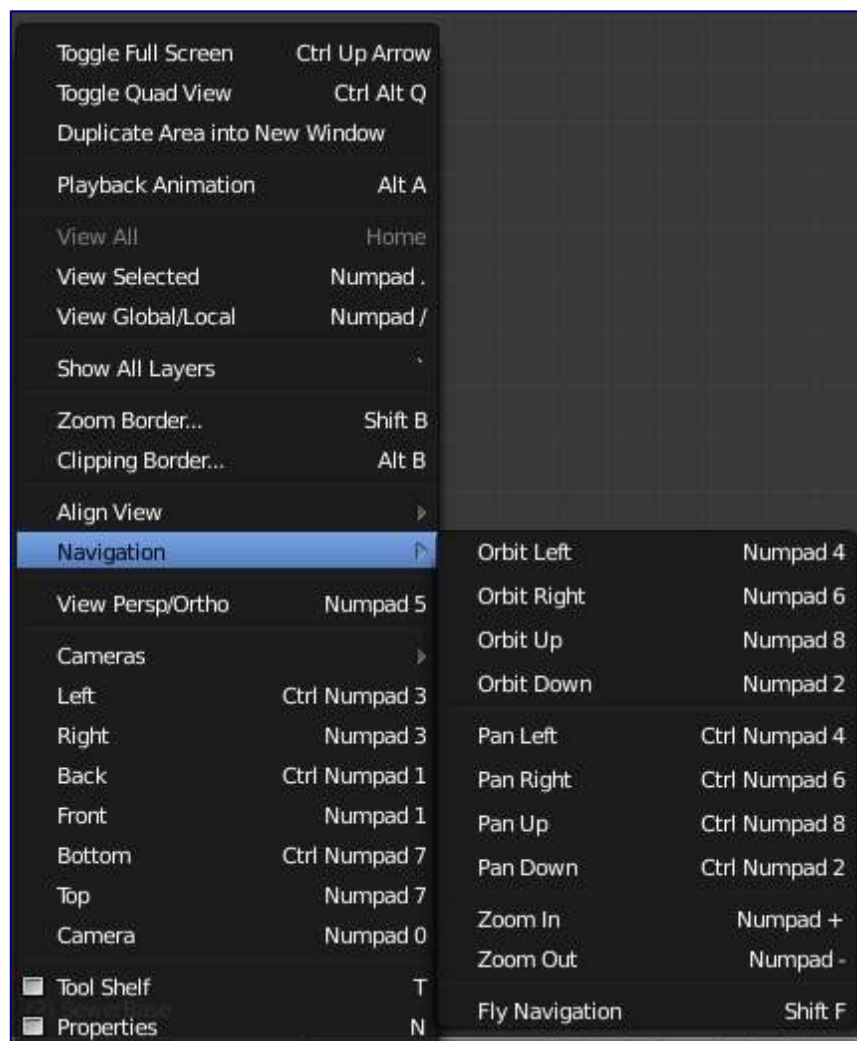 Toggle Full Screen Ctrl Up Arrow
Toggle Quad View Ctrl Alt Q
Duplicate Area into New Window
Playback Animation Alt A
View All Home
View Selected Numpad .
View Global/Local Numpad /
Show All Layers `
Zoom Border... Shift B
Clipping Border... Alt B
Align View
Navigation
View Persp/Ortho Numpad 5
Cameras
Left Ctrl Numpad 3
Right Numpad 3
Back Ctrl Numpad 1
Front Numpad 1
Bottom Ctrl Numpad 7
Top Numpad 7
Camera Numpad 0
Tool Shelf T
Properties N
Orbit Left Numpad 4
Orbit Right Numpad 6
Orbit Up Numpad 8
Orbit Down Numpad 2
Pan Left Ctrl Numpad 4
Pan Right Ctrl Numpad 6
Pan Up Ctrl Numpad 8
Pan Down Ctrl Numpad 2
Zoom In Numpad +
Zoom Out Numpad -
Fly Navigation Shift F